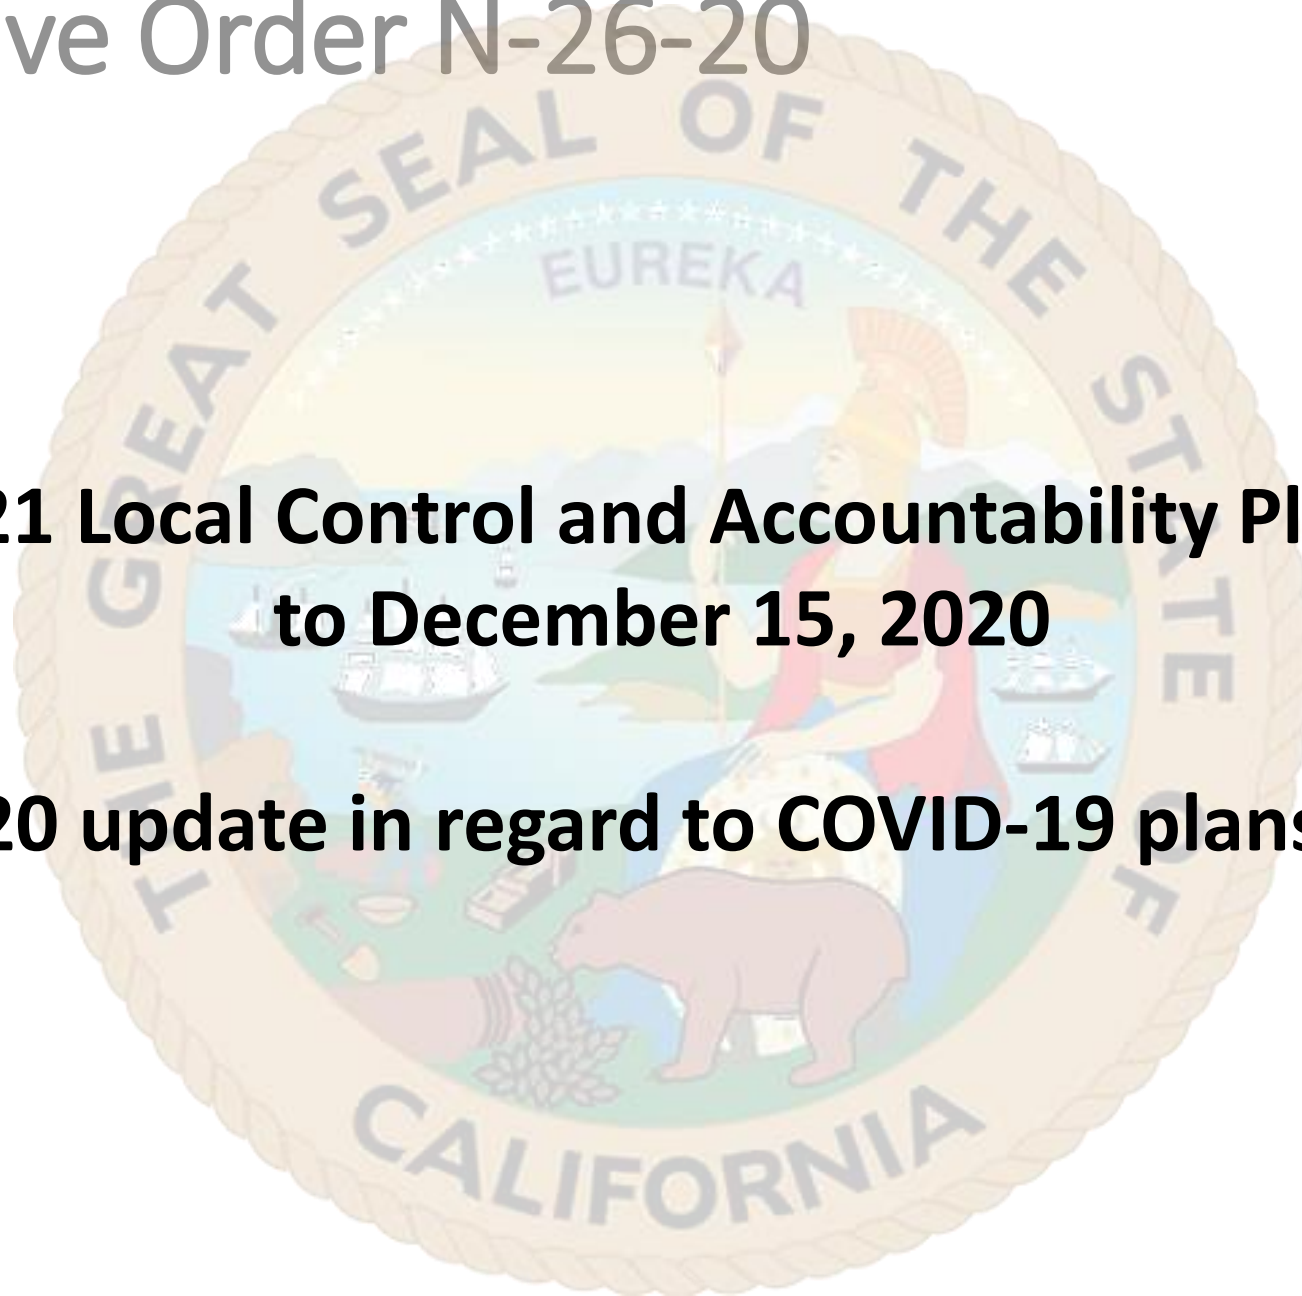 ve Order N-26-20
THE GREAT SEAL OF THE STATE OF CALIFORNIA
EUREKA
21 Local Control and Accountability Pl
to December 15, 2020
20 update in regard to COVID-19 plans